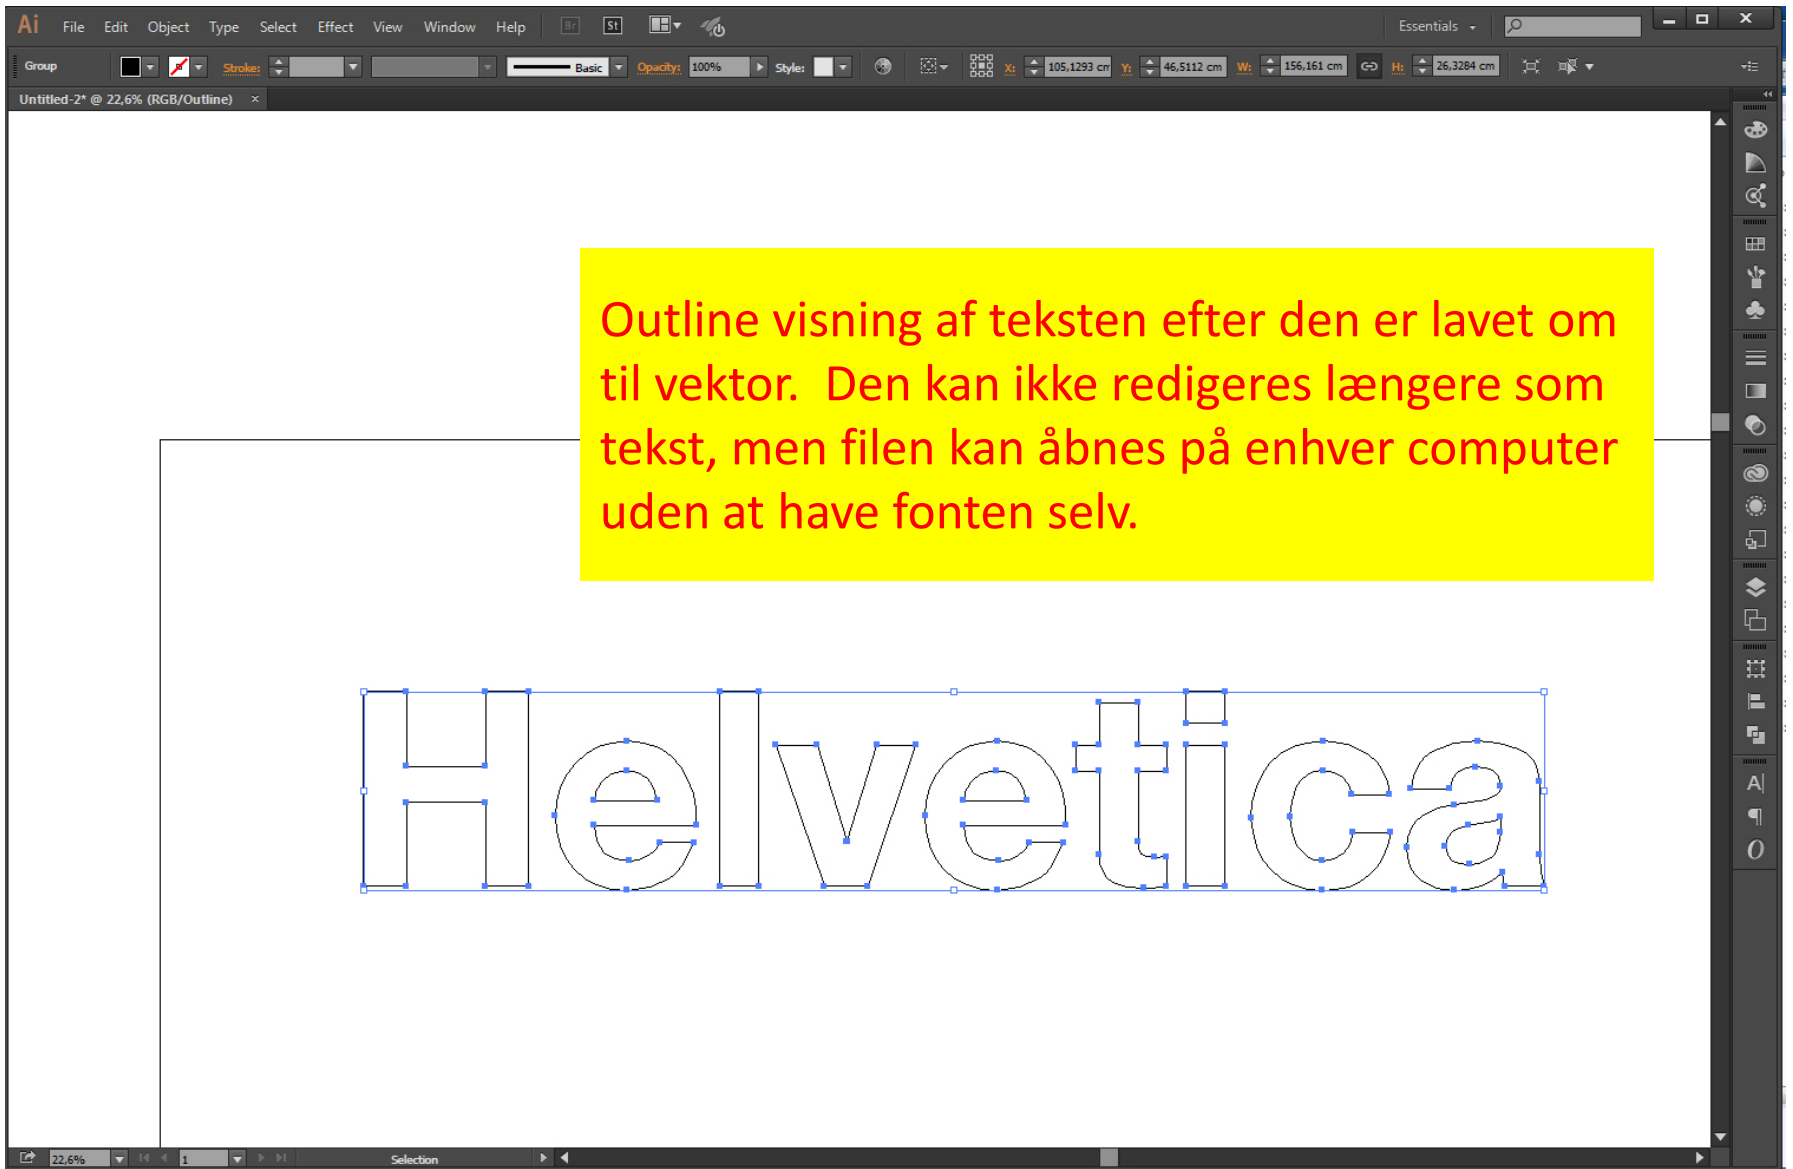 Ai File Edit Object Type Select Effect View Window Help Br St Essentials
Group Stroke: Basic Opacity: 100% Style: X: 105,1293 cm Y: 46,5112 cm W: 156,161 cm H: 26,3284 cm
Untitled-2* @ 22,6% (RGB/Outline) ×
Outline visning af teksten efter den er lavet om
til vektor. Den kan ikke redigeres længere som
tekst, men filen kan åbnes på enhver computer
uden at have fonten selv.
Helvetica
22,6% 1 Selection